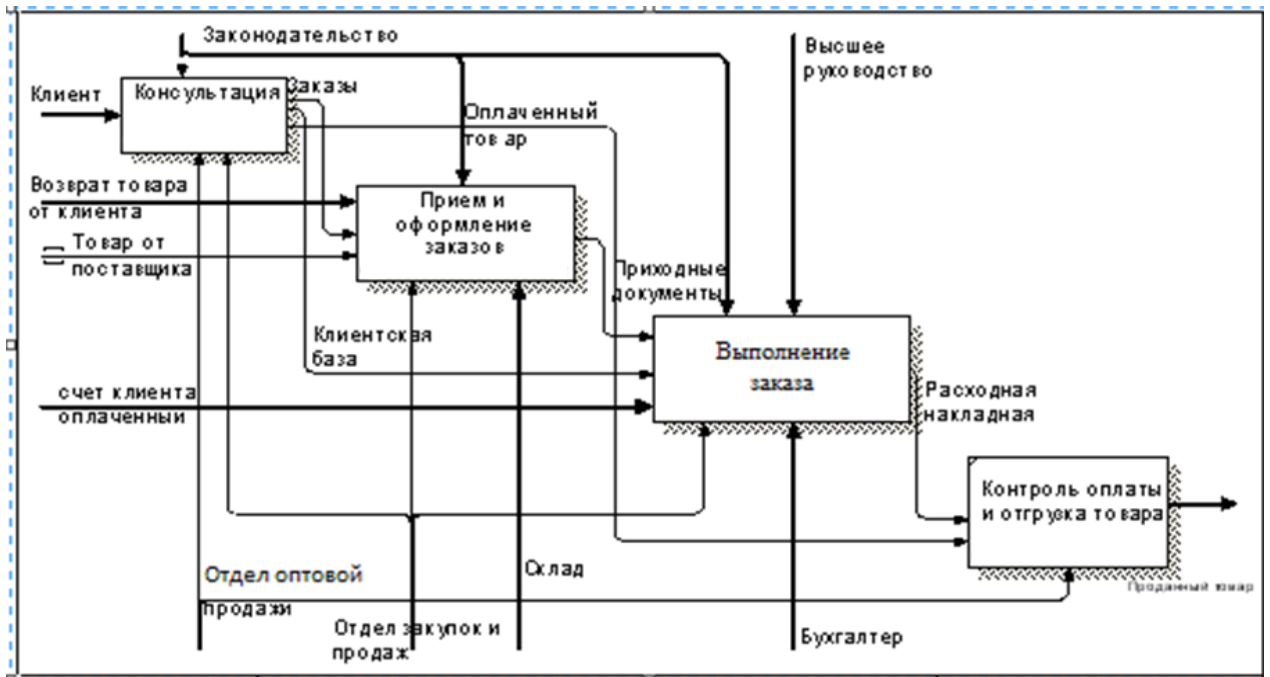 Законодательство
Высшее
руководство
Клиент
Консультация
Заказы
Оплаченный
товар
Возврат товара
от клиента
Прием и
оформление
заказов
Товар от
поставщика
Приходные
документы
Клиентская
база
Выполнение
заказа
счет клиента
оплаченный
Расходная
накладная
Контроль оплаты
и отгрузка товара
Проданный товар
Отдел оптовой
продажи
Склад
Отдел закупок и
продаж
Бухгалтер